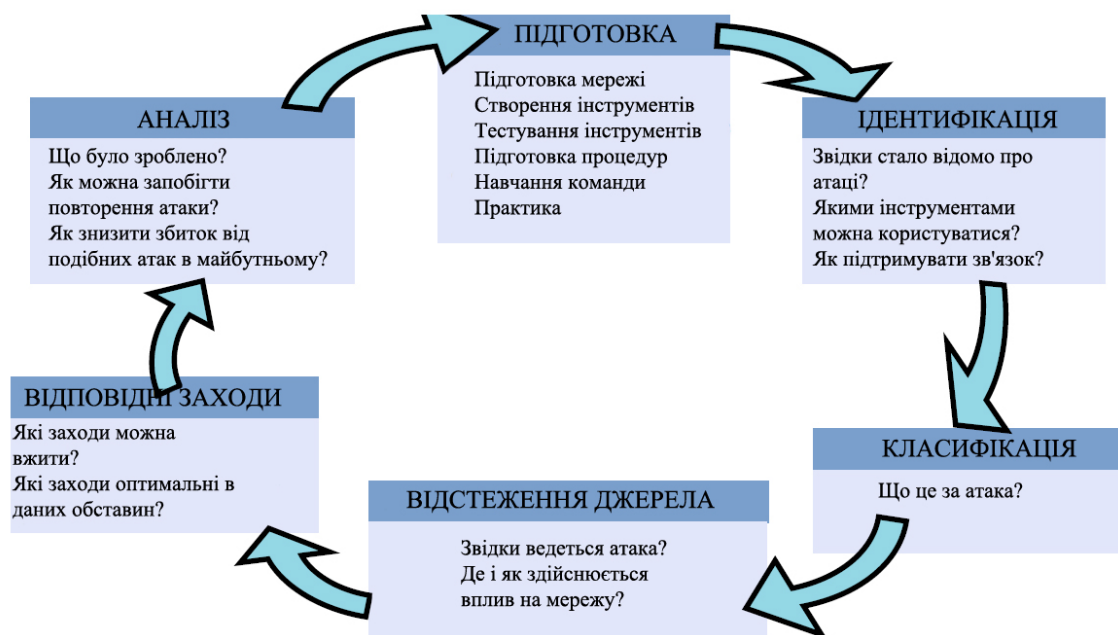 ПІДГОТОВКА
Підготовка мережі
Створення інструментів
Тестування інструментів
Підготовка процедур
Навчання команди
Практика
ІДЕНТИФІКАЦІЯ
Звідки стало відомо про
атаці?
Якими інструментами
можна користуватися?
Як підтримувати зв'язок?
КЛАСИФІКАЦІЯ
Що це за атака?
ВІДСТЕЖЕННЯ ДЖЕРЕЛА
Звідки ведеться атака?
Де і як здійснюється
вплив на мережу?
ВІДПОВІДНІ ЗАХОДИ
Які заходи можна
вжити?
Які заходи оптимальні в
даних обставин?
АНАЛІЗ
Що було зроблено?
Як можна запобігти
повторення атаки?
Як знизити збиток від
подібних атак в майбутньому?